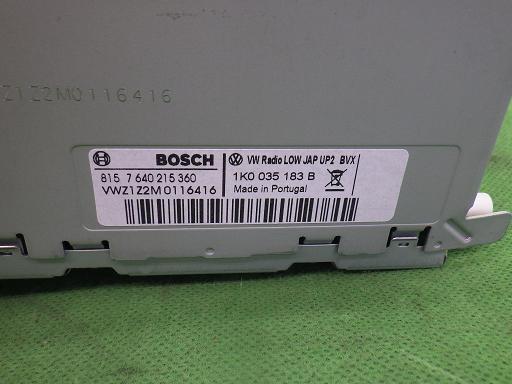 Z1Z2M0116416
BOSCH
VW Radio LOW JAP UP2 BVX
815 7 640 215 360
1K0 035 183 B
VWZ1Z2M0116416
Made in Portugal